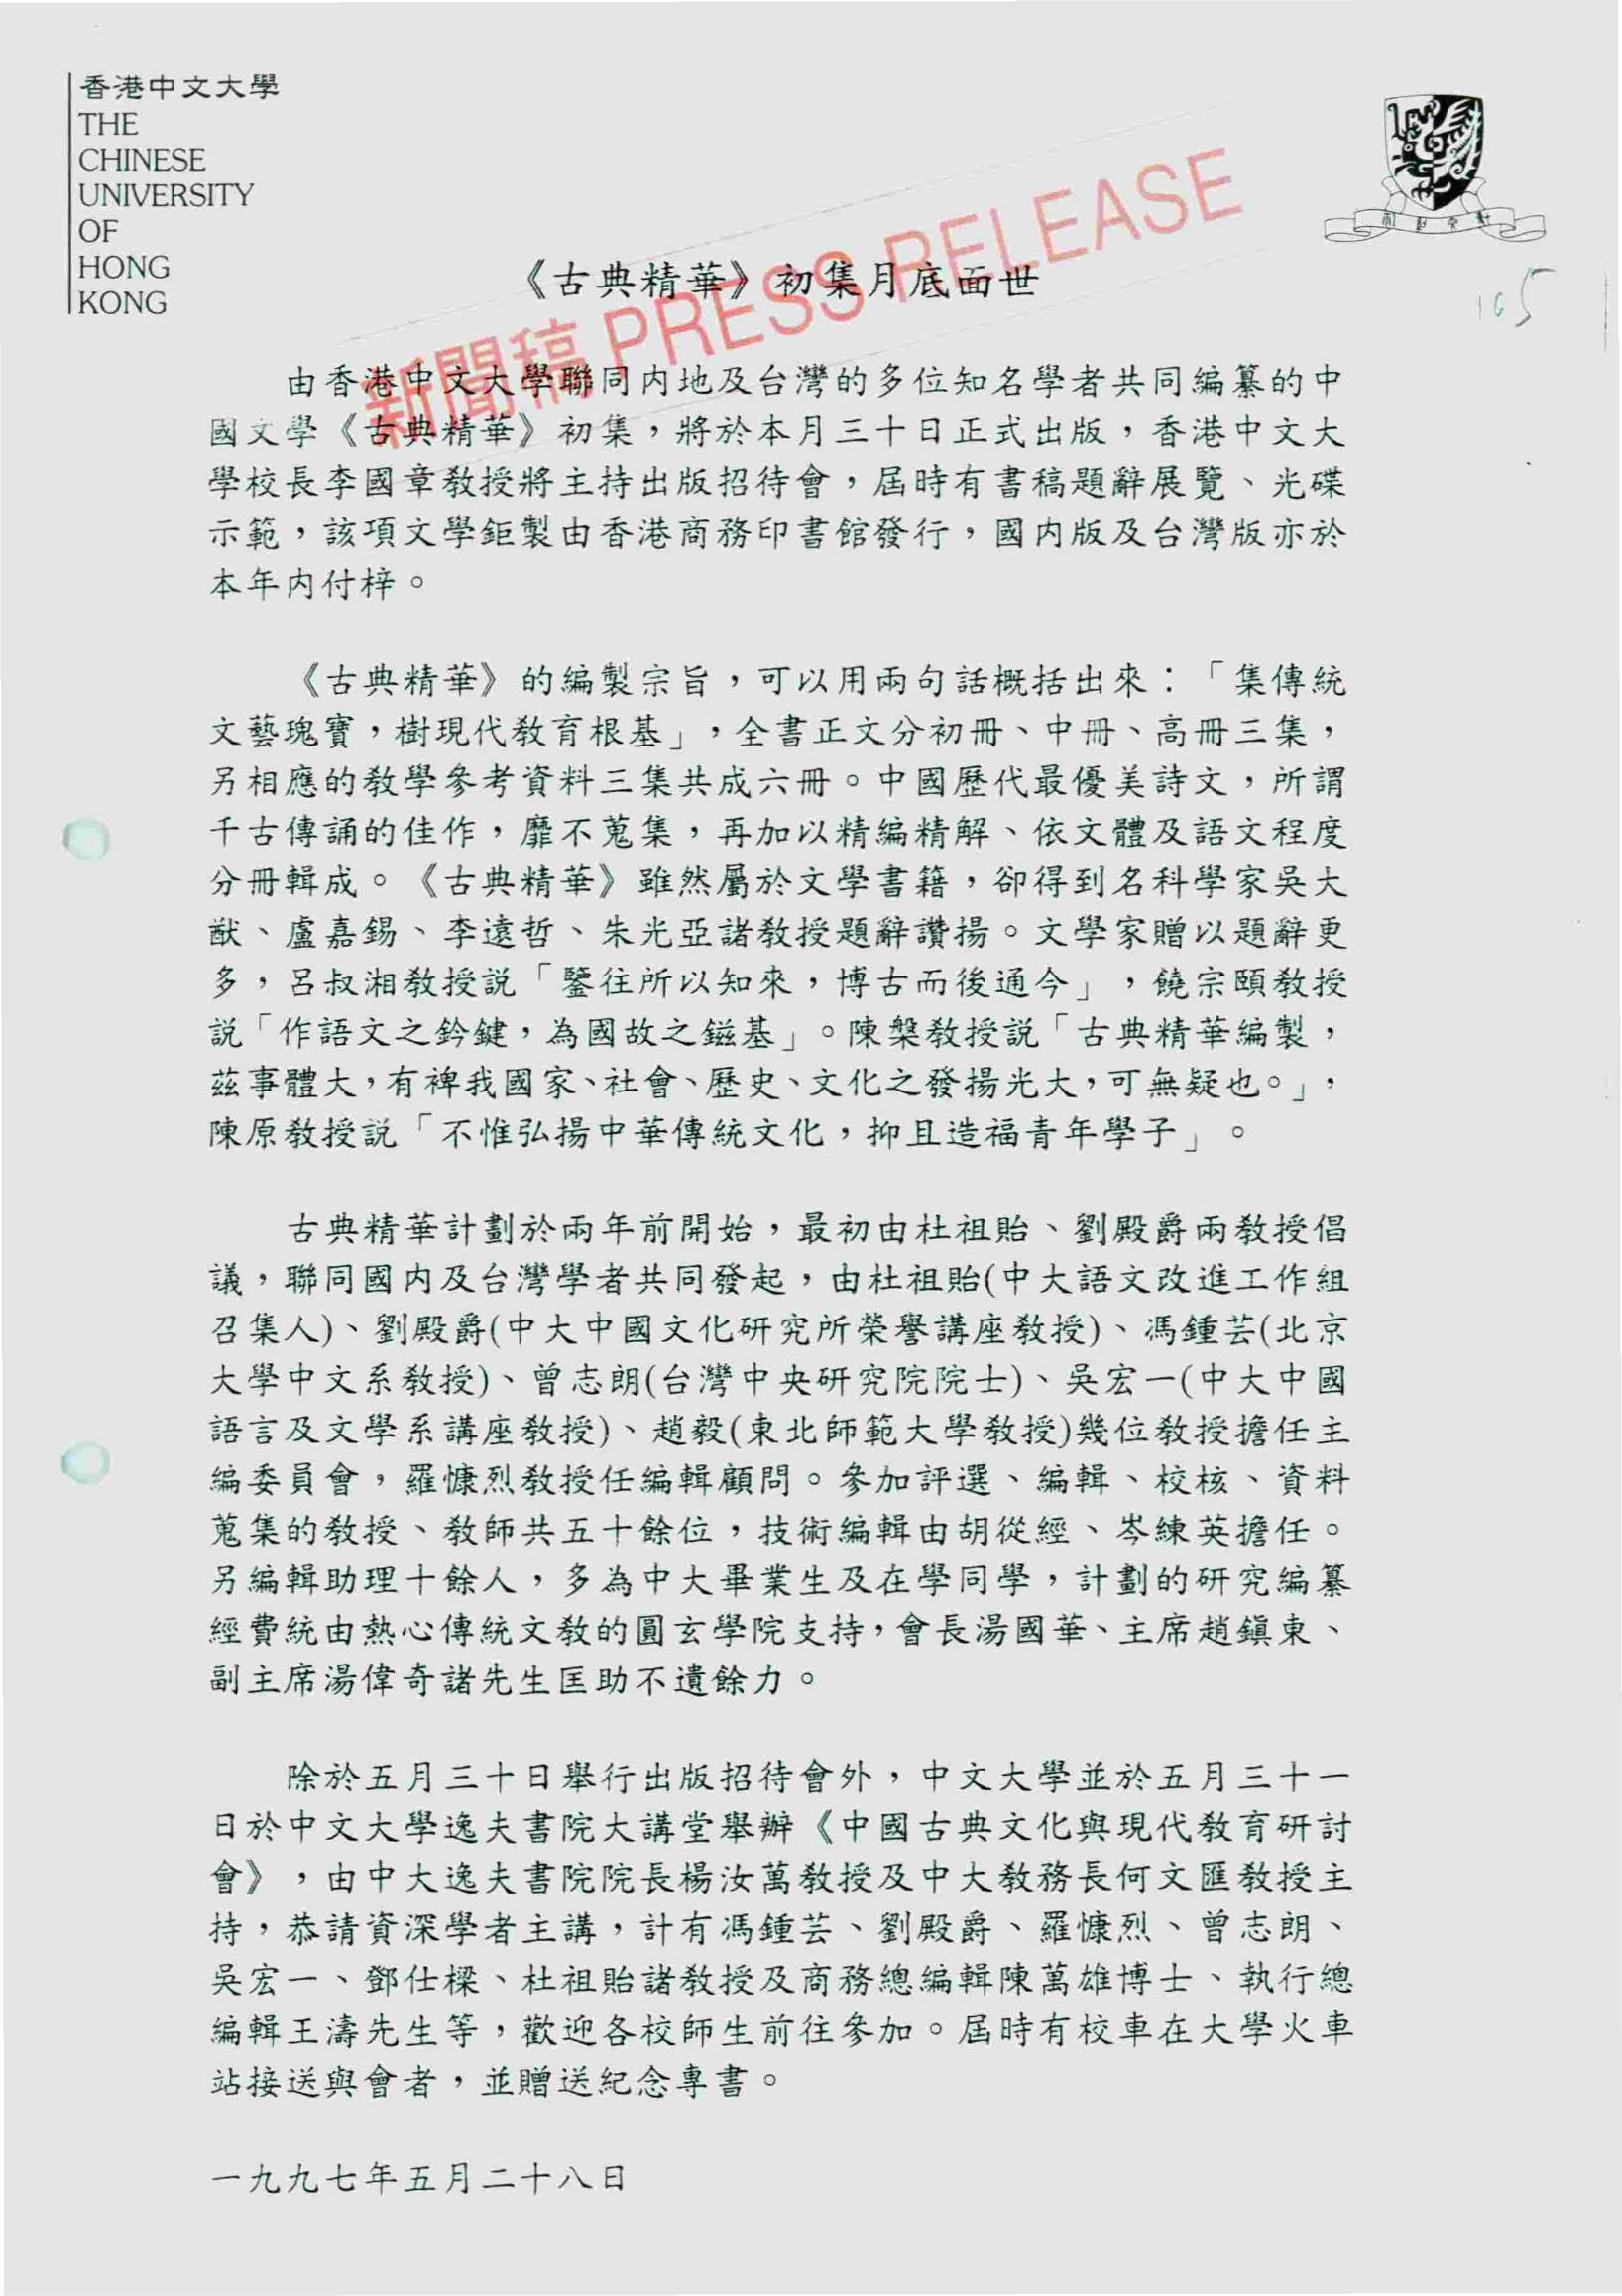 香港中文大學
THE
CHINESE
UNIVERSITY
OF
HONG
KONG
新聞稿 PRESS RELEASE
《古典精華》初集月底面世
由香港中文大學聯同內地及台灣的多位知名學者共同編纂的中
國文學《古典精華》初集，將於本月三十日正式出版，香港中文大
學校長李國章教授將主持出版招待會，屆時有書稿題辭展覽、光碟
示範，該項文學鉅製由香港商務印書館發行，國內版及台灣版亦於
本年內付梓。
《古典精華》的編製宗旨，可以用兩句話概括出來：「集傳統
文藝瑰寶，樹現代教育根基」，全書正文分初冊、中冊、高冊三集，
另相應的教學參考資料三集共成六冊。中國歷代最優美詩文，所謂
千古傳誦的佳作，靡不蒐集，再加以精編精解、依文體及語文程度
分冊輯成。《古典精華》雖然屬於文學書籍，卻得到名科學家吳大
猷、盧嘉錫、李遠哲、朱光亞諸教授題辭讚揚。文學家贈以題辭更
多，呂叔湘教授説「鑒往所以知來，博古而後通今」，饒宗頤教授
説「作語文之鈐鍵，為國故之鎡基」。陳槃教授説「古典精華編製，
茲事體大，有裨我國家、社會、歷史、文化之發揚光大，可無疑也。」，
陳原教授説「不惟弘揚中華傳統文化，抑且造福青年學子」。
古典精華計劃於兩年前開始，最初由杜祖貽、劉殿爵兩教授倡
議，聯同國內及台灣學者共同發起，由杜祖貽(中大語文改進工作組
召集人)、劉殿爵(中大中國文化研究所榮譽講座教授)、馮鍾芸(北京
大學中文系教授)、曾志朗(台灣中央研究院院士)、吳宏一(中大中國
語言及文學系講座教授)、趙毅(東北師範大學教授)幾位教授擔任主
編委員會，羅慷烈教授任編輯顧問。參加評選、編輯、校核、資料
蒐集的教授、教師共五十餘位，技術編輯由胡從經、岑練英擔任。
另編輯助理十餘人，多為中大畢業生及在學同學，計劃的研究編纂
經費統由熱心傳統文教的圓玄學院支持，會長湯國華、主席趙鎮東、
副主席湯偉奇諸先生匡助不遺餘力。
除於五月三十日舉行出版招待會外，中文大學並於五月三十一
日於中文大學逸夫書院大講堂舉辦《中國古典文化與現代教育研討
會》，由中大逸夫書院院長楊汝萬教授及中大教務長何文匯教授主
持，恭請資深學者主講，計有馮鍾芸、劉殿爵、羅慷烈、曾志朗、
吳宏一、鄧仕樑、杜祖貽諸教授及商務總編輯陳萬雄博士、執行總
編輯王濤先生等，歡迎各校師生前往參加。屆時有校車在大學火車
站接送與會者，並贈送紀念專書。
一九九七年五月二十八日